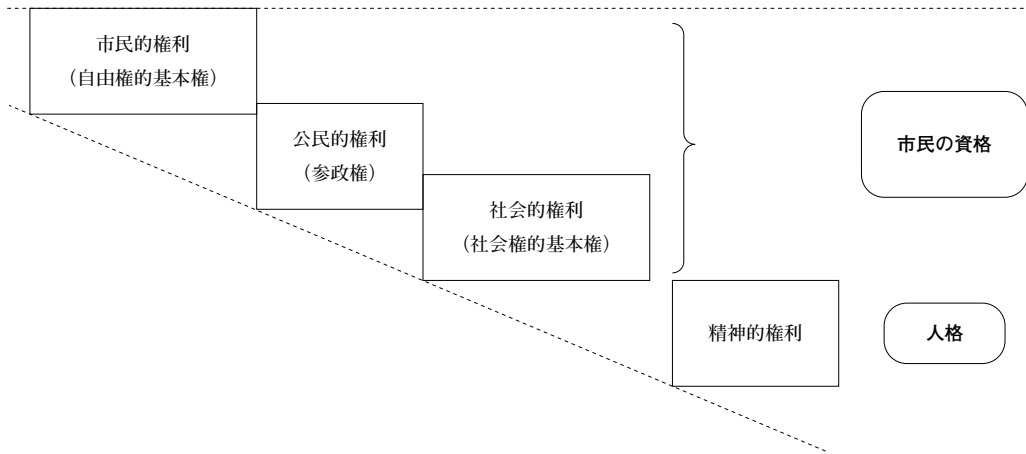 市民的権利
（自由権的基本権）
公民的権利
（参政権）
市民の資格
社会的権利
（社会権的基本権）
精神的権利
人格